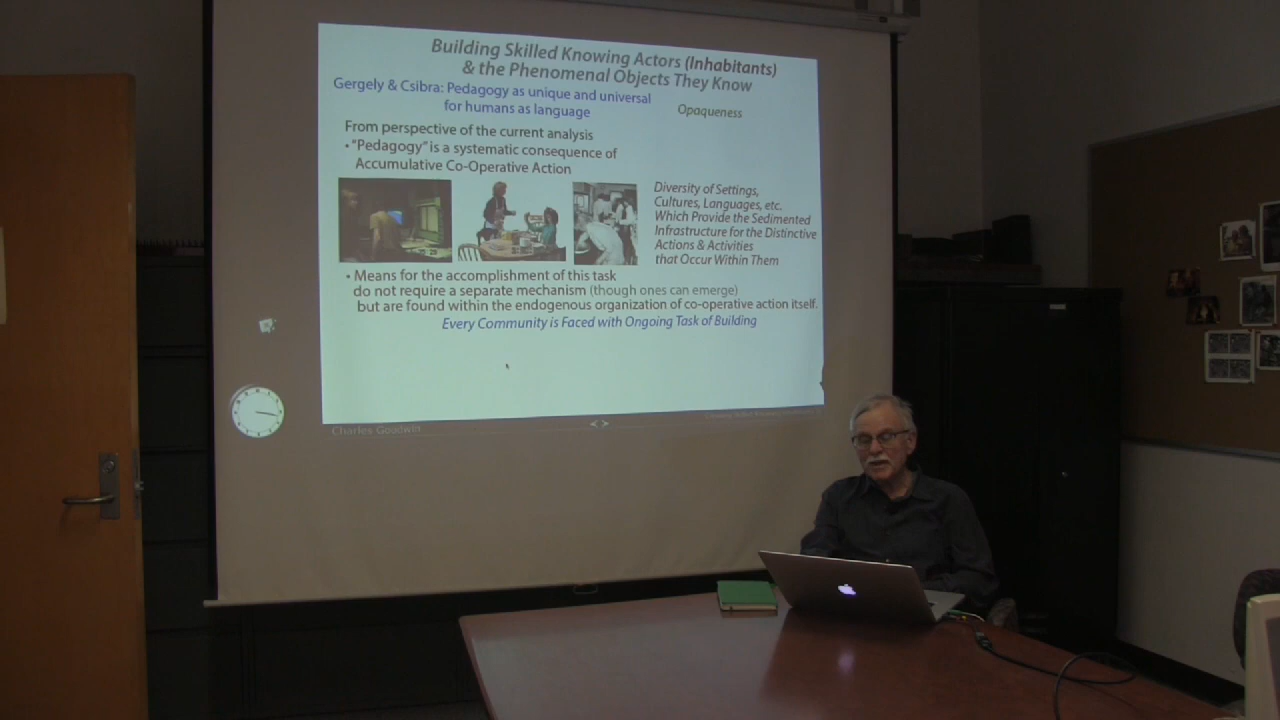 Building Skilled Knowing Actors (Inhabitants)
& the Phenomenal Objects They Know
Gergely & Csibra: Pedagogy as unique and universal
for humans as language
Opaqueness
From perspective of the current analysis
• "Pedagogy" is a systematic consequence of
Accumulative Co-Operative Action
Diversity of Settings,
Cultures, Languages, etc.
Which Provide the Sedimented
Infrastructure for the Distinctive
Actions & Activities
that Occur Within Them
• Means for the accomplishment of this task
do not require a separate mechanism (though ones can emerge)
but are found within the endogenous organization of co-operative action itself.
Every Community is Faced with Ongoing Task of Building
Charles Goodwin